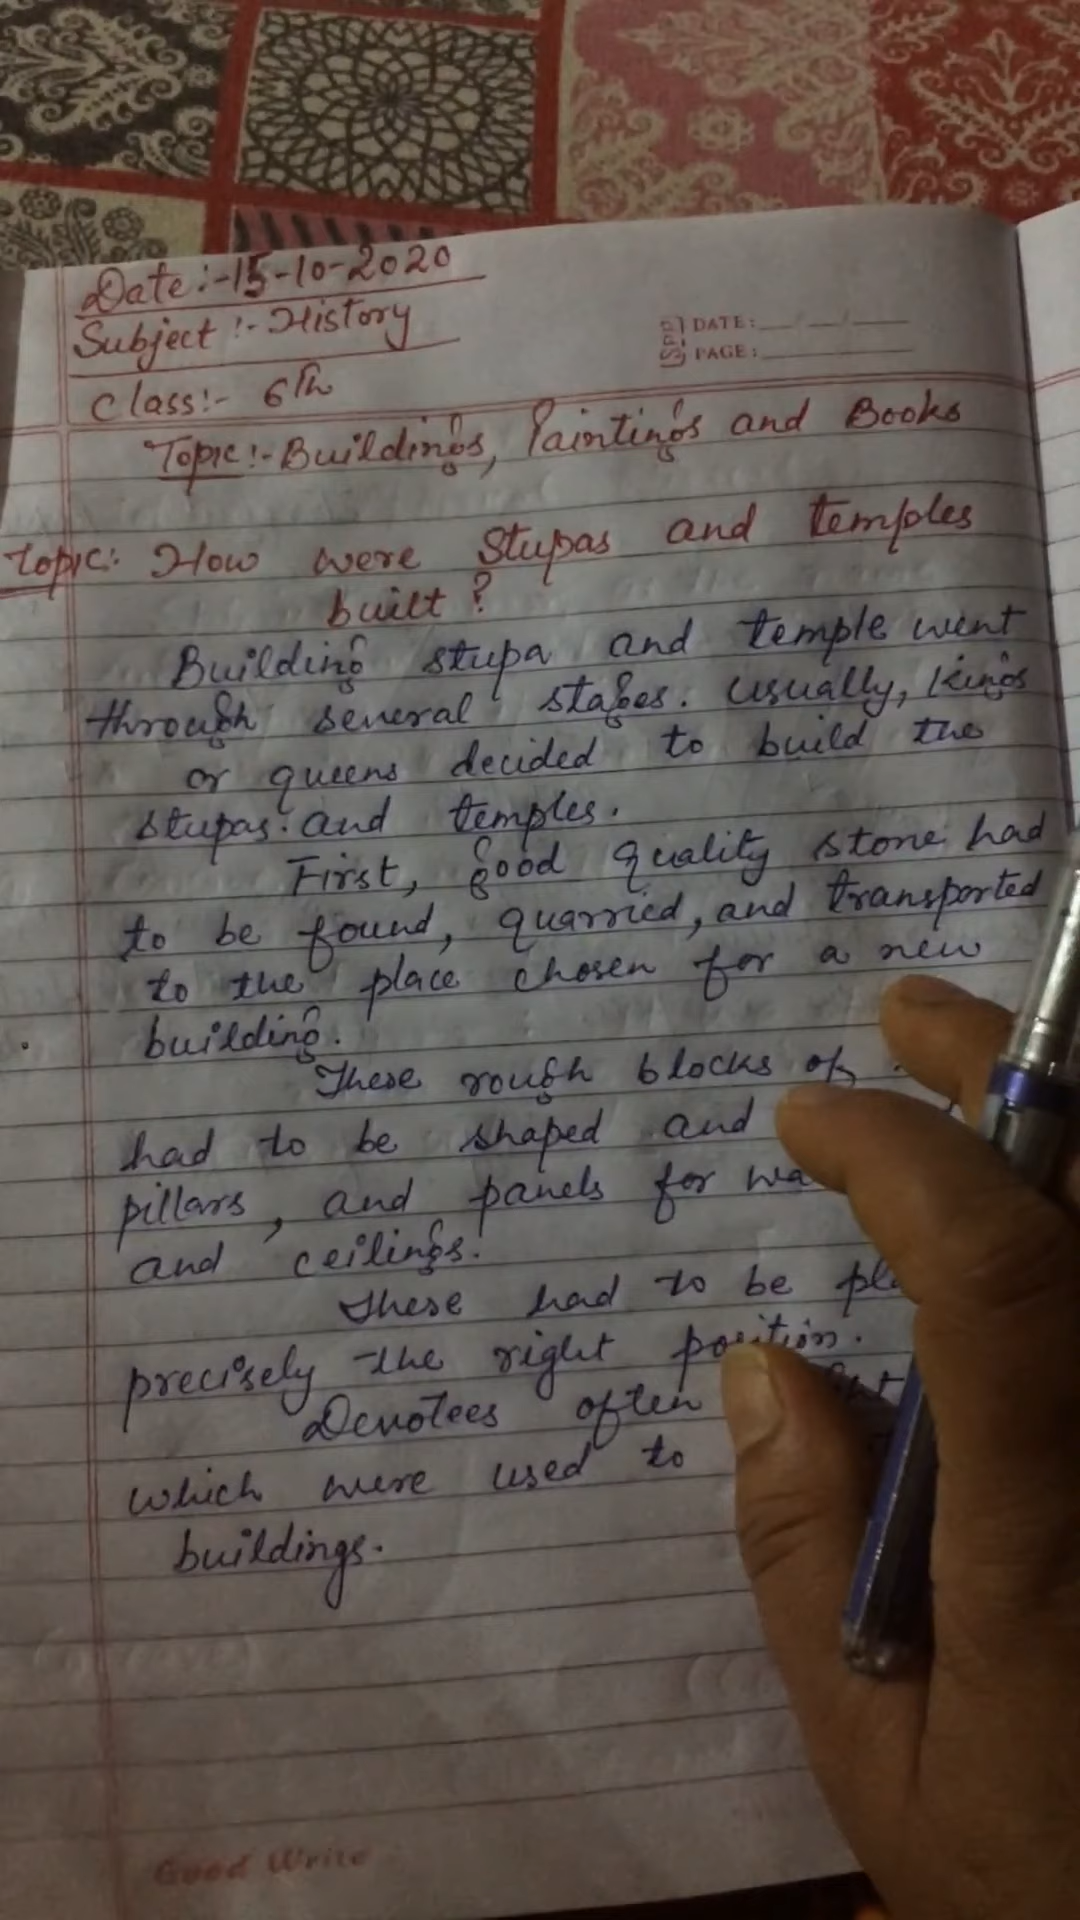 Date:-15-10-2020
Subject:-History
Class:- 6th
DATE:
PAGE:
Topic:-Buildings, Paintings and Books
Topic: How were Stupas and temples
built?
Building stupa and temple went
through several stages. Usually, kings
or queens decided to build the
stupas and temples.
First, good quality stone had
to be found, quarried, and transported
to the place chosen for a new
building.
These rough blocks of
had to be shaped and
pillars, and panels for
and ceilings.
These had to be
precisely the right position.
Devotees often
which were used to
buildings.
Good Write